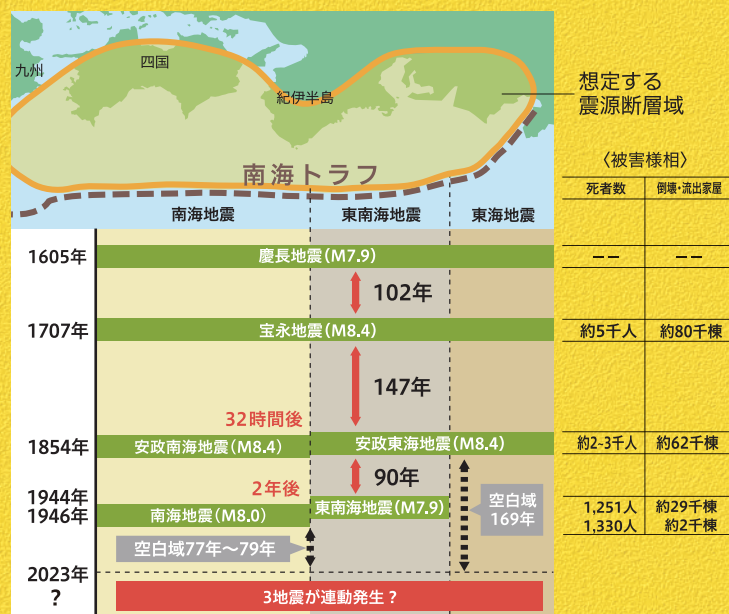 九州
四国
紀伊半島
想定する
震源断層域
南海トラフ
南海地震
東南海地震
東海地震
〈被害様相〉
死者数 倒壊・流出家屋
1605年 慶長地震(M7.9) −− −−
102年
1707年 宝永地震(M8.4) 約5千人 約80千棟
147年
32時間後
1854年 安政南海地震(M8.4) 安政東海地震(M8.4) 約2-3千人 約62千棟
90年
2年後
1944年 東南海地震(M7.9) 1,251人 約29千棟
1946年 南海地震(M8.0) 1,330人 約2千棟
空白域
169年
空白域77年〜79年
2023年
?
3地震が連動発生?